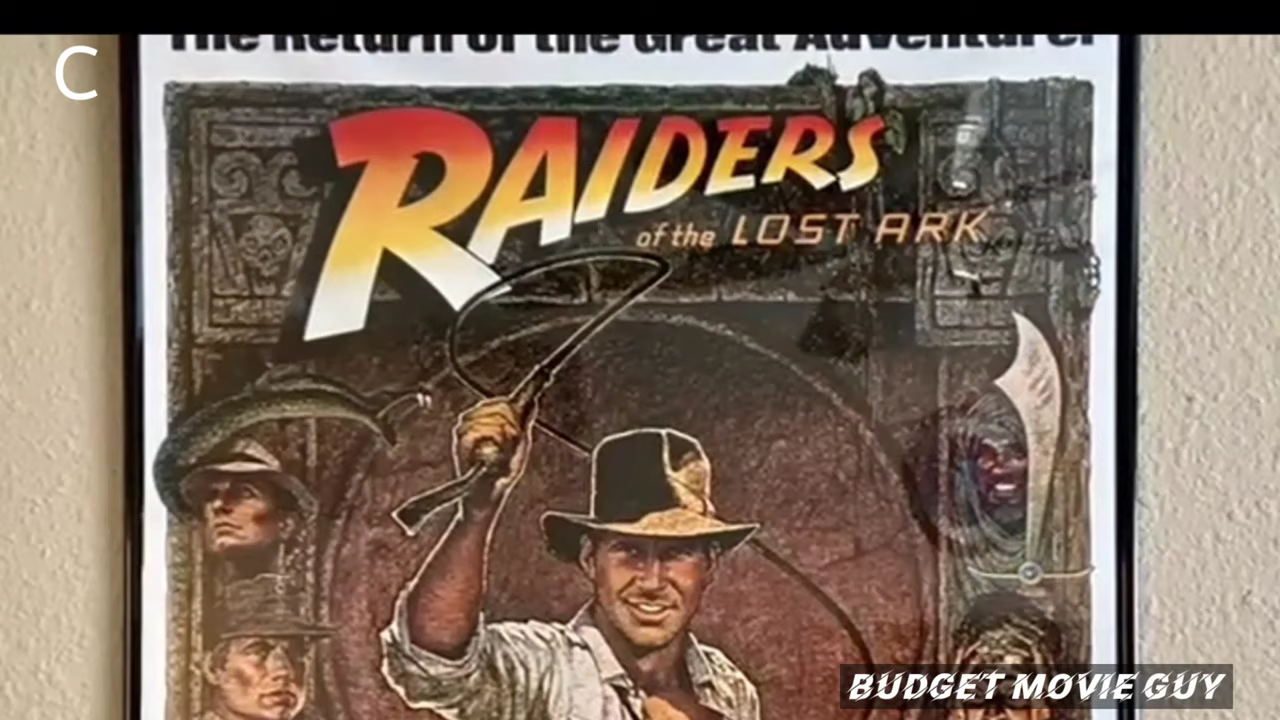 The Return of the Great Adventurer
C
RAIDERS
of the LOST ARK
BUDGET MOVIE GUY